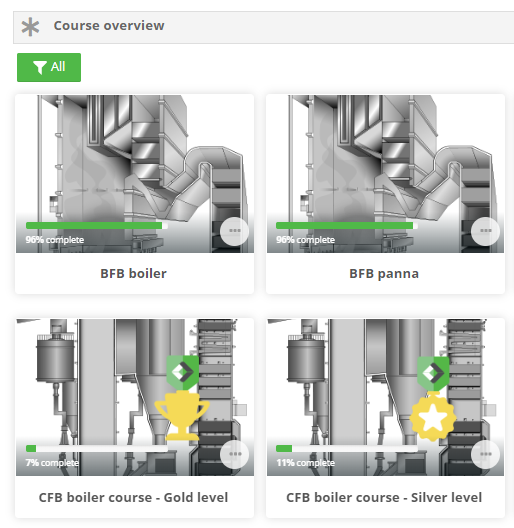 Course overview
All
96% complete
96% complete
BFB boiler
BFB panna
7% complete
11% complete
CFB boiler course - Gold level
CFB boiler course - Silver level